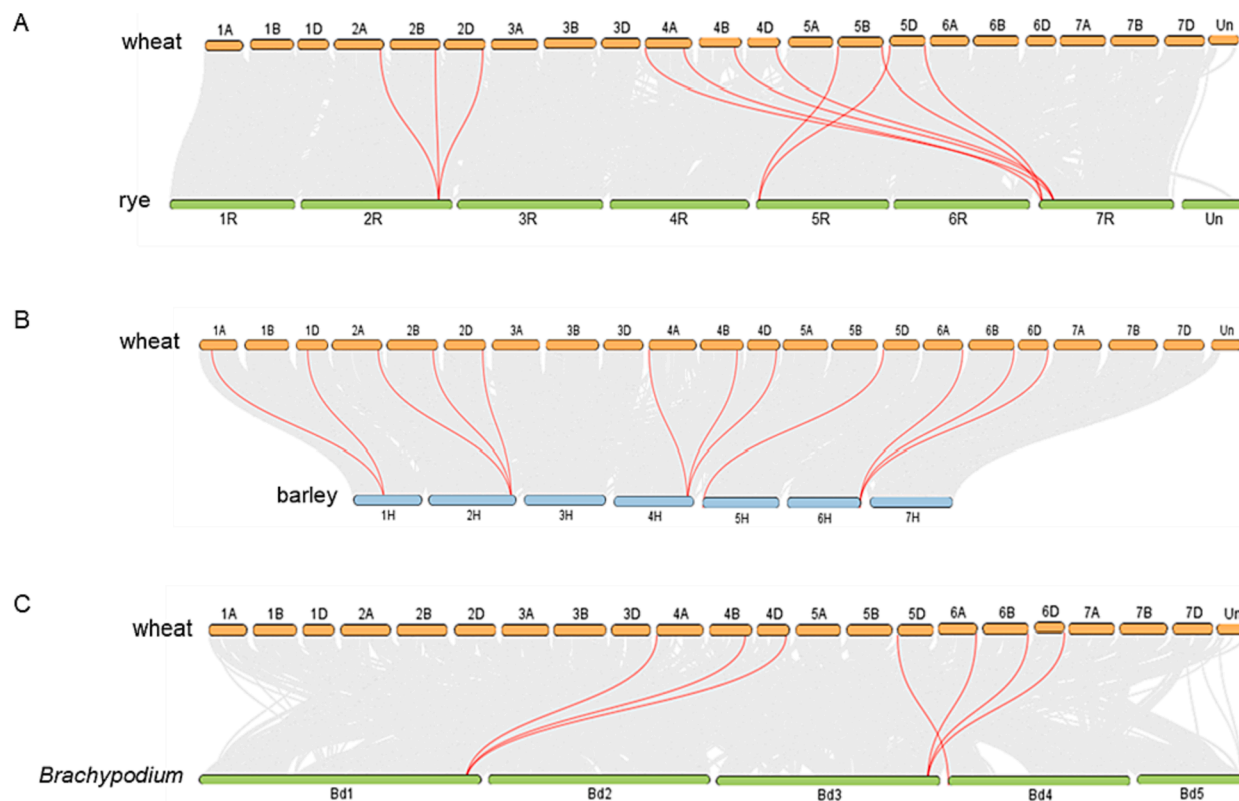 A
wheat 1A 1B 1D 2A 2B 2D 3A 3B 3D 4A 4B 4D 5A 5B 5D 6A 6B 6D 7A 7B 7D Un
rye
1R 2R 3R 4R 5R 6R 7R Un
B
wheat 1A 1B 1D 2A 2B 2D 3A 3B 3D 4A 4B 4D 5A 5B 5D 6A 6B 6D 7A 7B 7D Un
barley
1H 2H 3H 4H 5H 6H 7H
C
wheat 1A 1B 1D 2A 2B 2D 3A 3B 3D 4A 4B 4D 5A 5B 5D 6A 6B 6D 7A 7B 7D Un
Brachypodium
Bd1 Bd2 Bd3 Bd4 Bd5